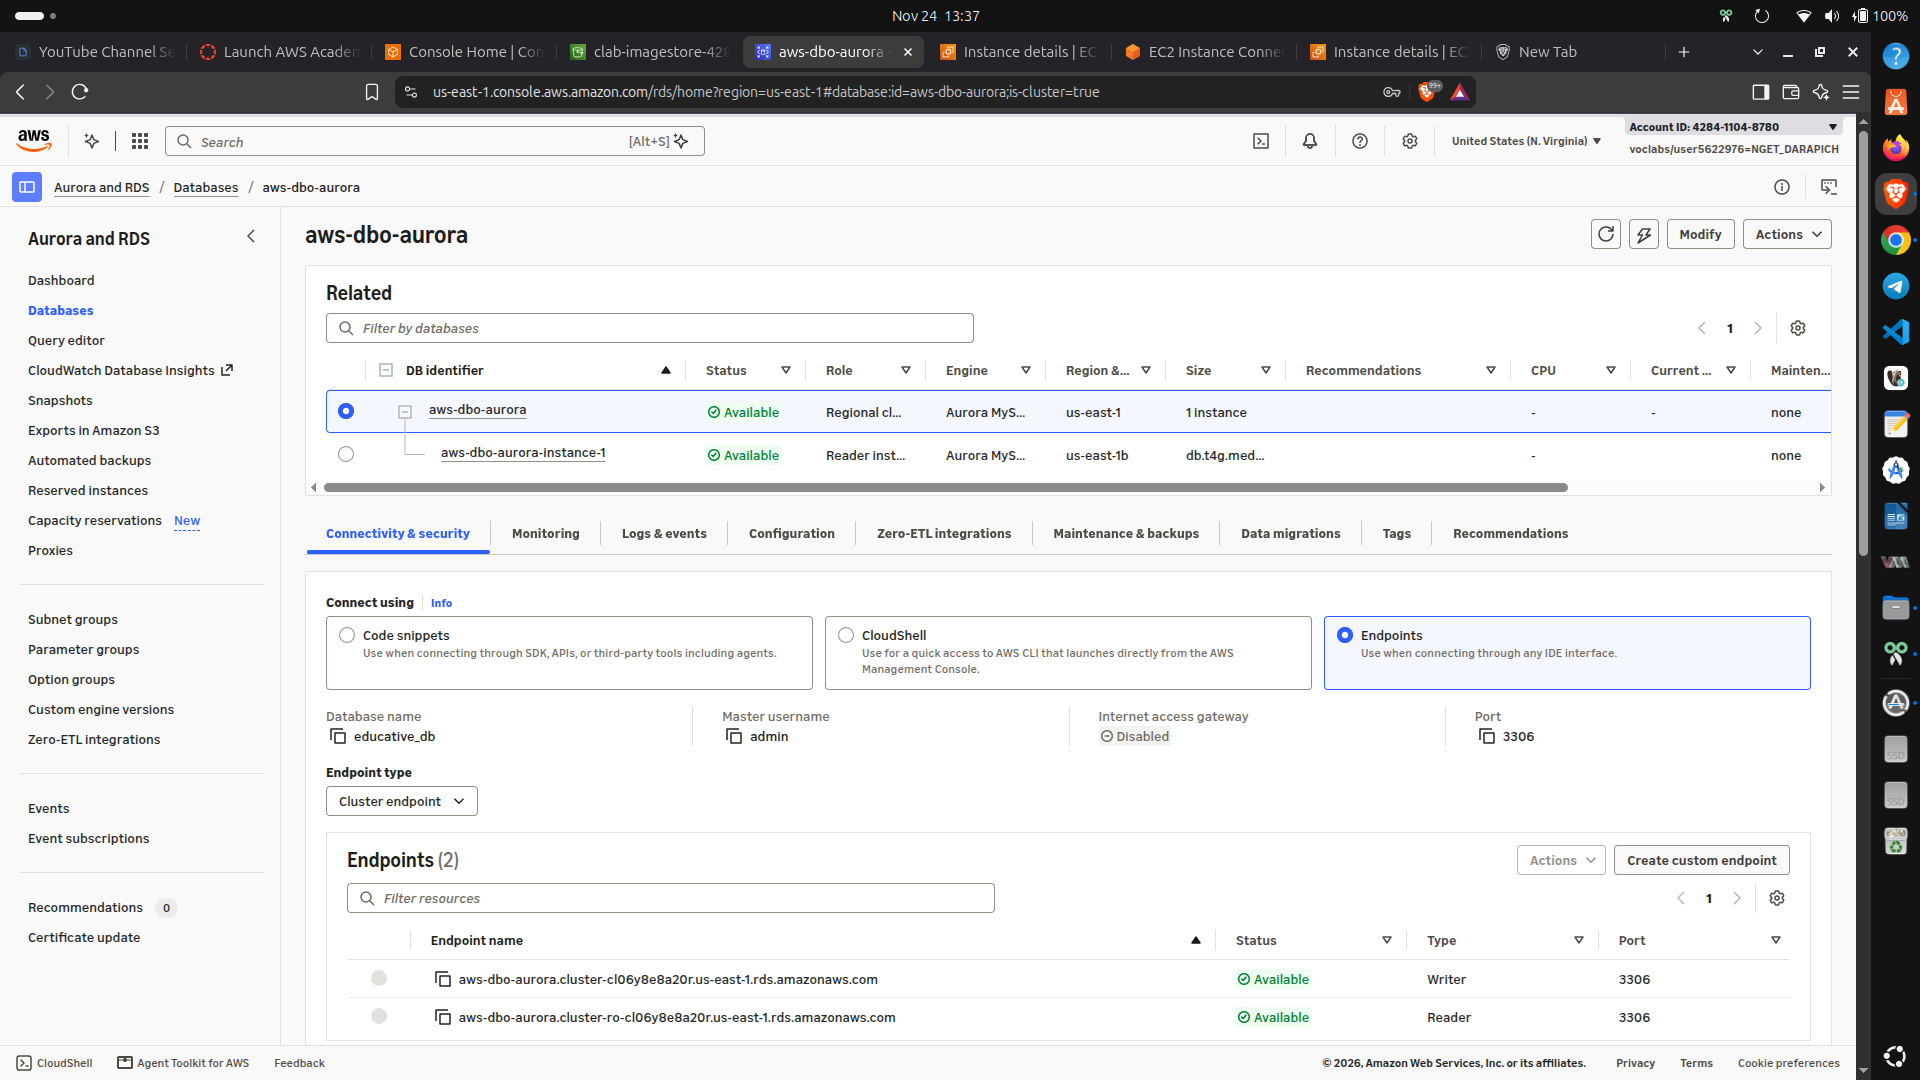 Nov 24 13:37
100%
YouTube Channel Se
Launch AWS Academ
Console Home | Con
clab-imagestore-428
aws-dbo-aurora
Instance details | EC
EC2 Instance Conne
Instance details | EC
New Tab
us-east-1.console.aws.amazon.com/rds/home?region=us-east-1#database:id=aws-dbo-aurora;is-cluster=true
99+
aws
Search
[Alt+S]
United States (N. Virginia)
Account ID: 4284-1104-8780
voclabs/user5622976=NGET_DARAPICH
Aurora and RDS / Databases / aws-dbo-aurora
Aurora and RDS
Dashboard
Databases
Query editor
CloudWatch Database Insights
Snapshots
Exports in Amazon S3
Automated backups
Reserved instances
Capacity reservations New
Proxies
Subnet groups
Parameter groups
Option groups
Custom engine versions
Zero-ETL integrations
Events
Event subscriptions
Recommendations 0
Certificate update
aws-dbo-aurora
Modify
Actions
Related
Filter by databases
1
DB identifier Status Role Engine Region &... Size Recommendations CPU Current ... Mainten...
aws-dbo-aurora Available Regional cl... Aurora MyS... us-east-1 1 instance - - none
aws-dbo-aurora-instance-1 Available Reader inst... Aurora MyS... us-east-1b db.t4g.med... - none
Connectivity & security Monitoring Logs & events Configuration Zero-ETL integrations Maintenance & backups Data migrations Tags Recommendations
Connect using Info
Code snippets
Use when connecting through SDK, APIs, or third-party tools including agents.
CloudShell
Use for a quick access to AWS CLI that launches directly from the AWS
Management Console.
Endpoints
Use when connecting through any IDE interface.
Database name
educative_db
Master username
admin
Internet access gateway
Disabled
Port
3306
Endpoint type
Cluster endpoint
Endpoints (2)
Actions
Create custom endpoint
Filter resources
1
Endpoint name Status Type Port
aws-dbo-aurora.cluster-cl06y8e8a20r.us-east-1.rds.amazonaws.com Available Writer 3306
aws-dbo-aurora.cluster-ro-cl06y8e8a20r.us-east-1.rds.amazonaws.com Available Reader 3306
CloudShell
Agent Toolkit for AWS
Feedback
© 2026, Amazon Web Services, Inc. or its affiliates.
Privacy
Terms
Cookie preferences
SSD
SSD